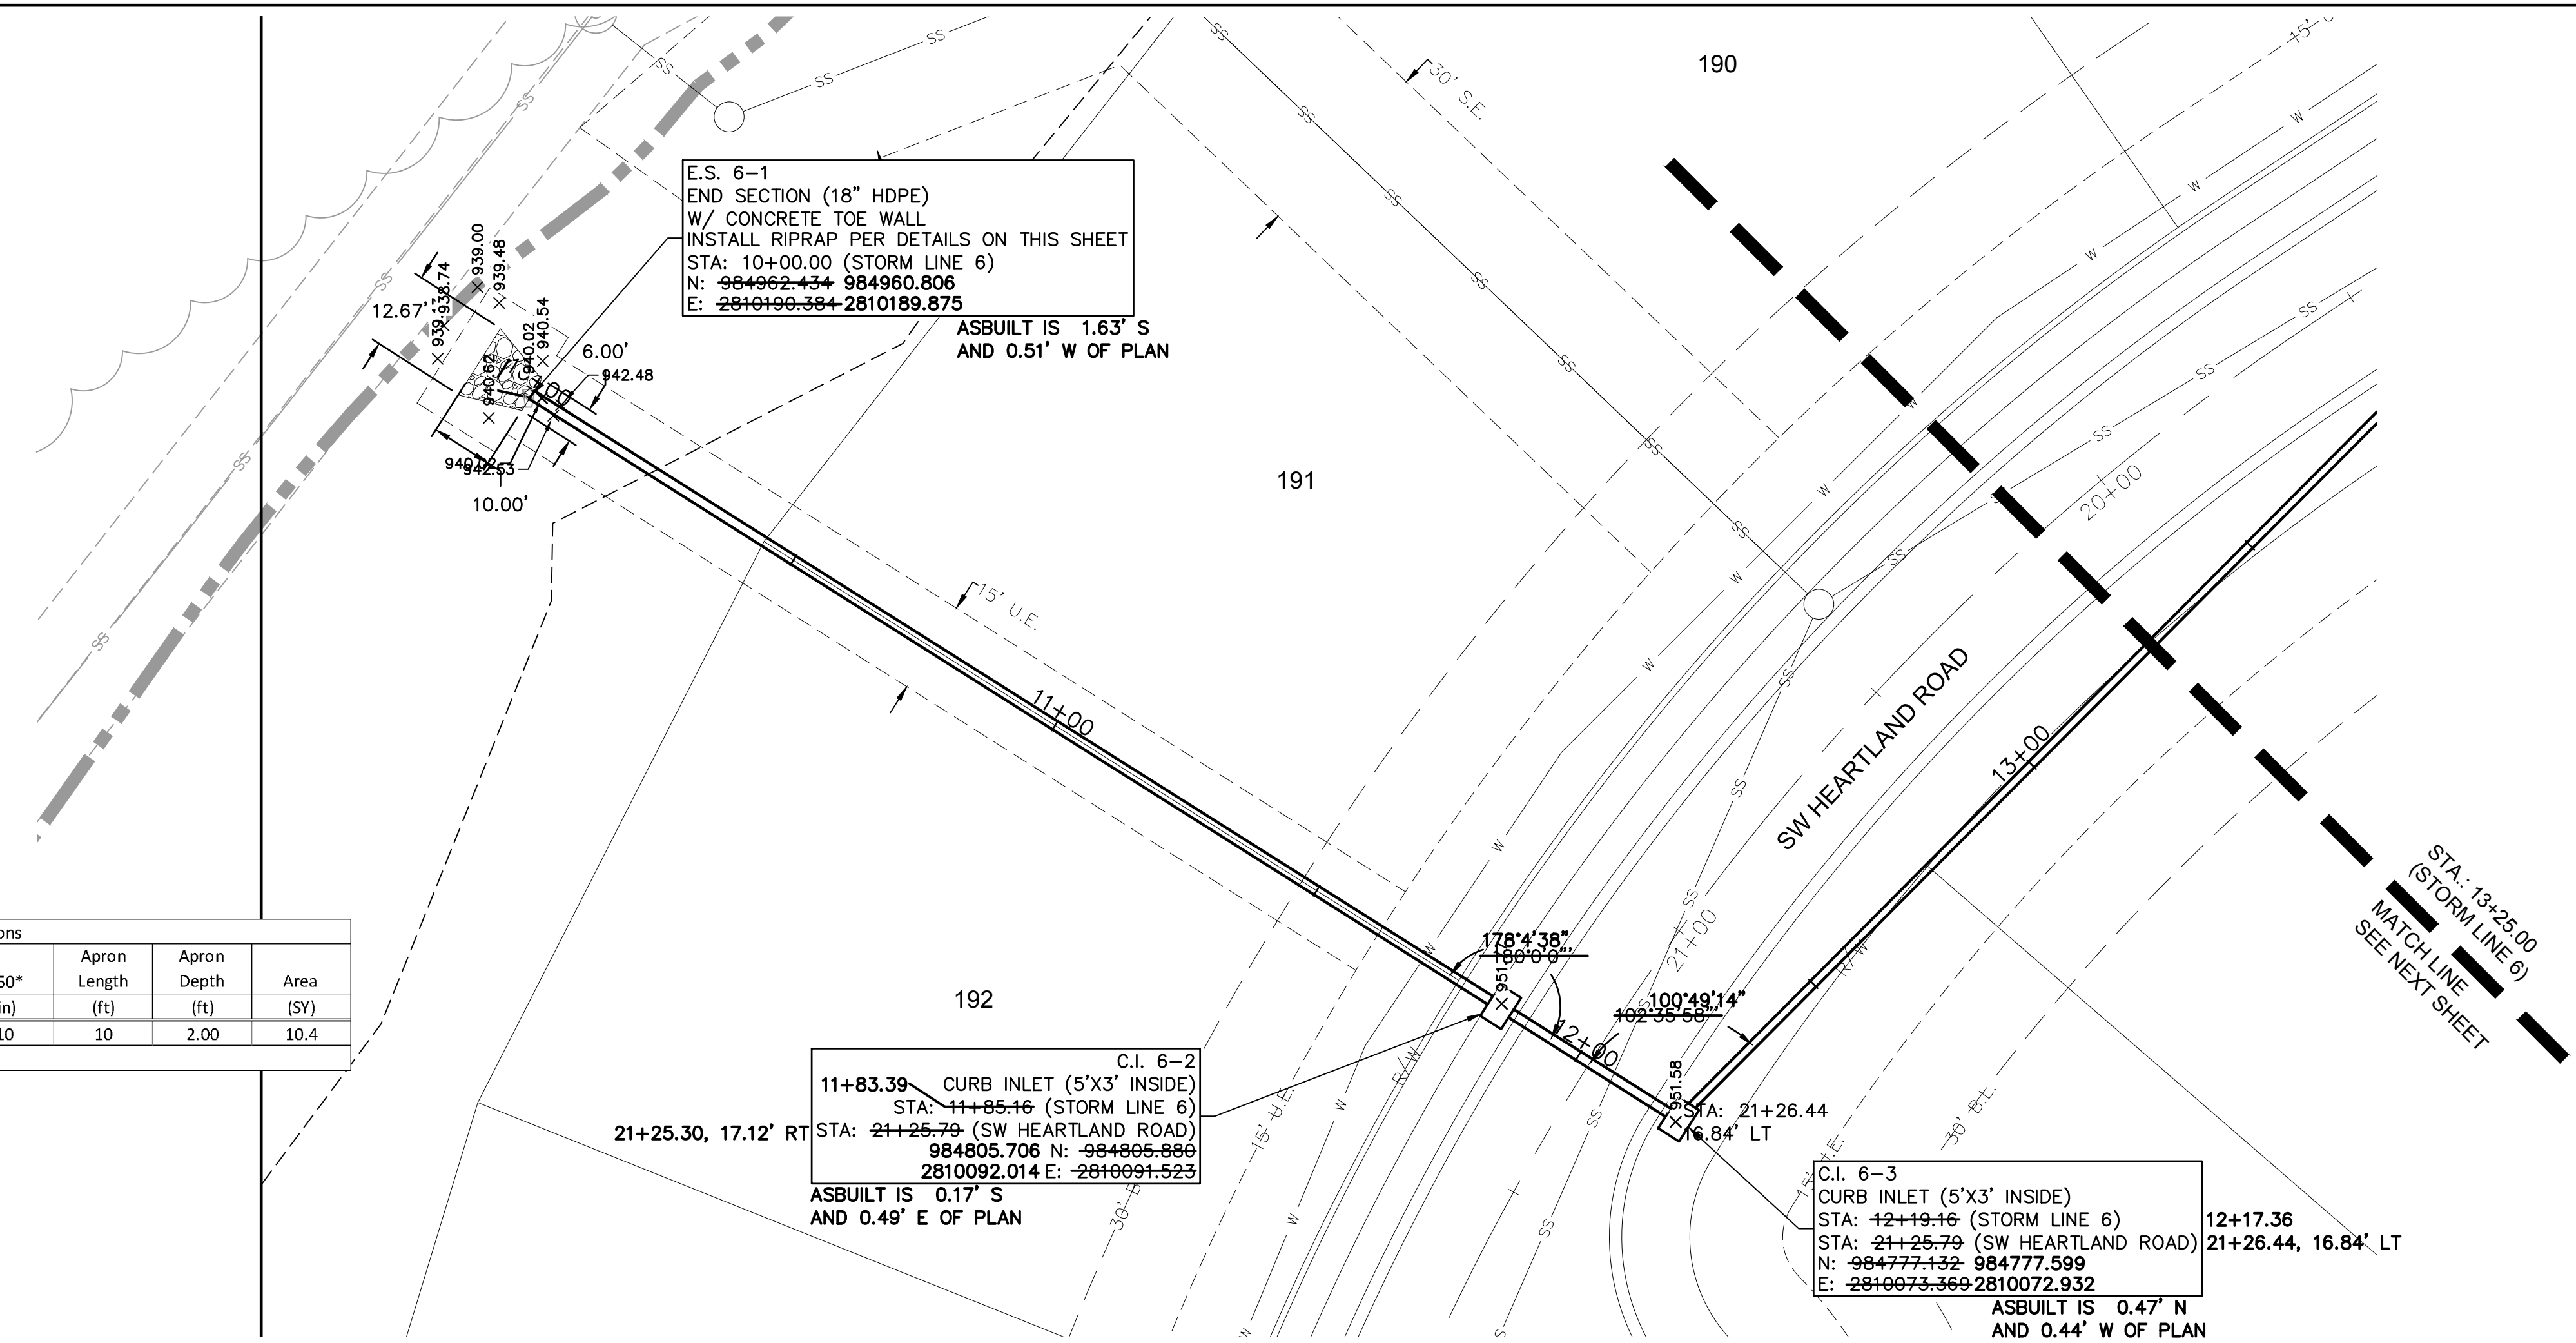 190
15'
30' S.E.
SS
W
E.S. 6-1
END SECTION (18" HDPE)
W/ CONCRETE TOE WALL
INSTALL RIPRAP PER DETAILS ON THIS SHEET
STA: 10+00.00 (STORM LINE 6)
N: 984962.434 984960.806
E: 2810190.384 2810189.875
ASBUILT IS 1.63' S
AND 0.51' W OF PLAN
939.00
939.48
938.74
939.13
12.67'
940.54
940.02
940.62
6.00'
942.48
940.02
942.53
10.00'
191
20+00
15' U.E.
11+00
SW HEARTLAND ROAD
13+00
21+00
R/W
STA.: 13+25.00
(STORM LINE 6)
MATCH LINE
SEE NEXT SHEET
ons
50*
in)
10
Apron
Length
(ft)
10
Apron
Depth
(ft)
2.00
Area
(SY)
10.4
192
178°4'38"
180°0'0"
100°49'14"
102°35'58"
12+00
951.58
STA: 21+26.44
16.84' LT
C.I. 6-2
11+83.39 CURB INLET (5'X3' INSIDE)
STA: 11+85.16 (STORM LINE 6)
21+25.30, 17.12' RT STA: 21+25.79 (SW HEARTLAND ROAD)
984805.706 N: 984805.880
2810092.014 E: 2810091.523
ASBUILT IS 0.17' S
AND 0.49' E OF PLAN
R/W
15' U.E.
30' B
15' U.E.
30' B.L.
C.I. 6-3
CURB INLET (5'X3' INSIDE)
STA: 12+19.16 (STORM LINE 6) 12+17.36
STA: 21+25.79 (SW HEARTLAND ROAD) 21+26.44, 16.84' LT
N: 984777.132 984777.599
E: 2810073.369 2810072.932
ASBUILT IS 0.47' N
AND 0.44' W OF PLAN